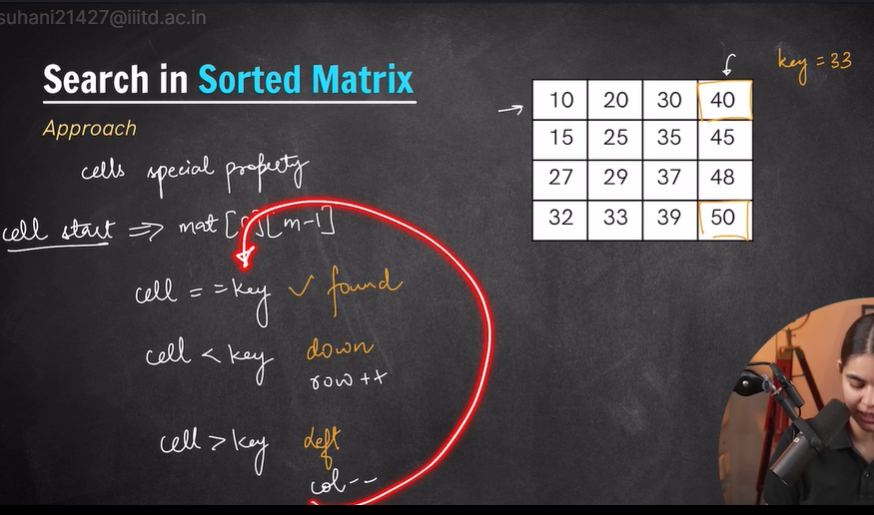 suhani21427@iiitd.ac.in
Search in Sorted Matrix
Approach
cells special property
cell start => mat[0][m-1]
cell == key ✓ found
cell < key down
row++
cell > key left
col--
key = 33
10 20 30 40
15 25 35 45
27 29 37 48
32 33 39 50